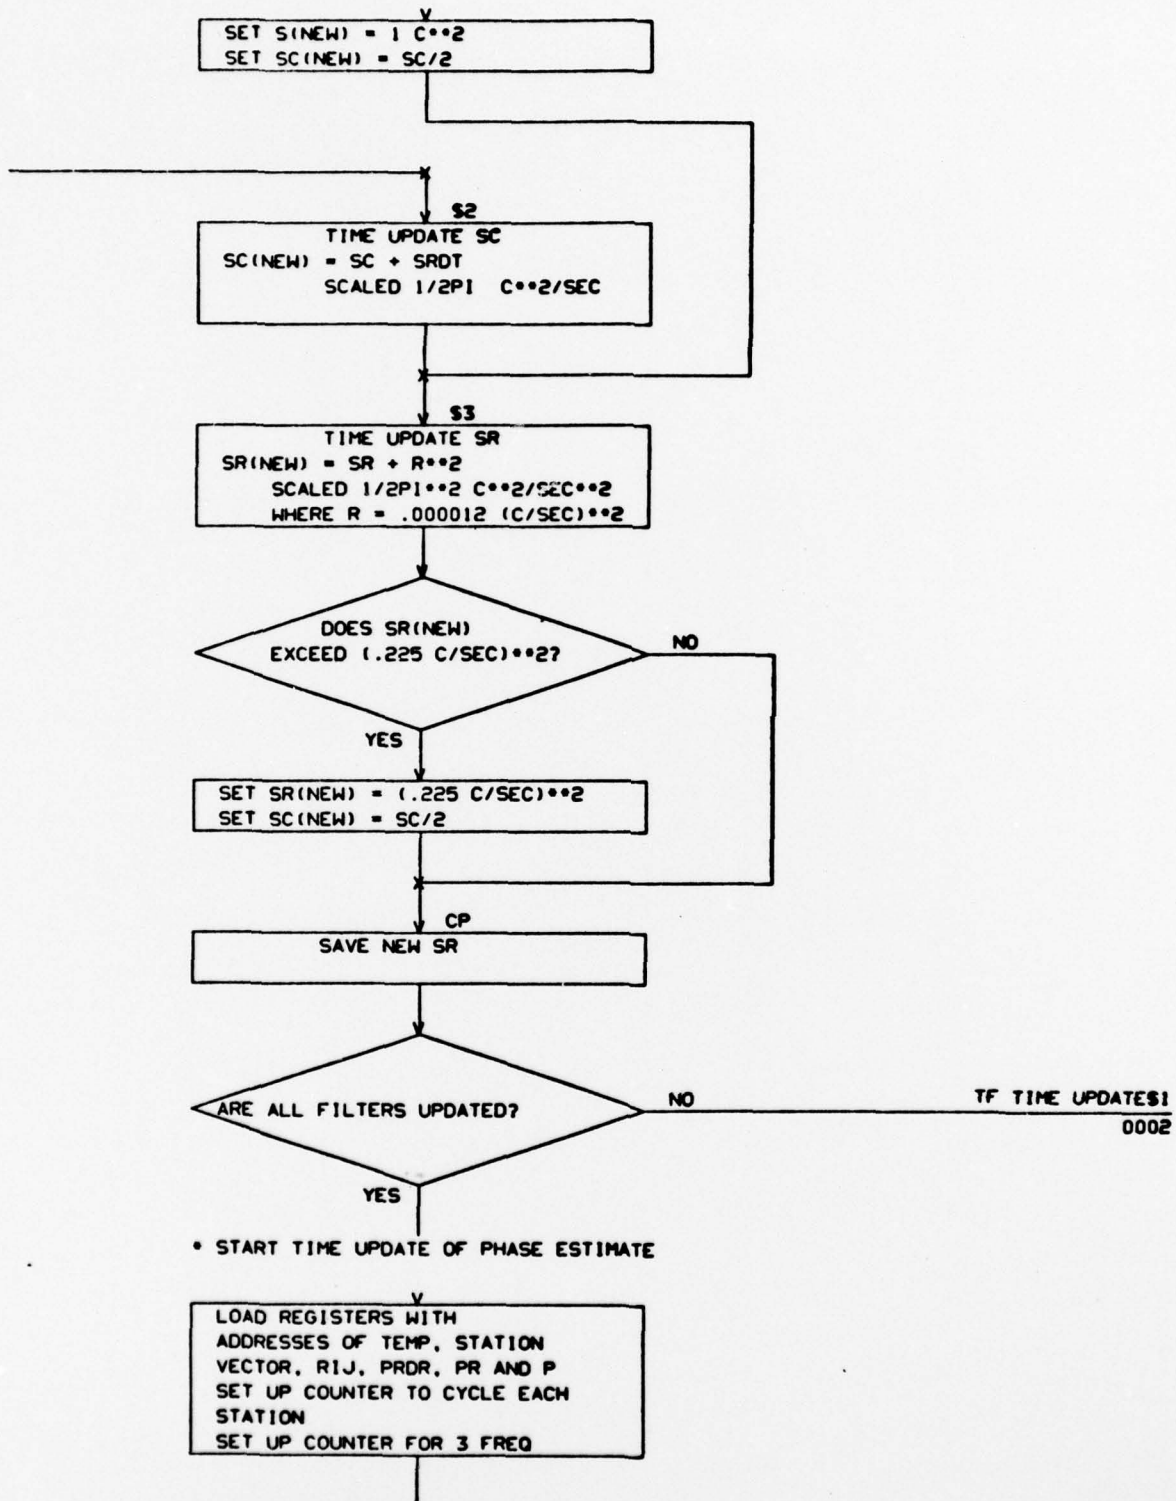 SET S(NEW) = 1 C**2
SET SC(NEW) = SC/2
$2
TIME UPDATE SC
SC(NEW) = SC + SRDT
SCALED 1/2PI C**2/SEC
$3
TIME UPDATE SR
SR(NEW) = SR + R**2
SCALED 1/2PI**2 C**2/SEC**2
WHERE R = .000012 (C/SEC)**2
DOES SR(NEW)
EXCEED (.225 C/SEC)**2?
NO
YES
SET SR(NEW) = (.225 C/SEC)**2
SET SC(NEW) = SC/2
CP
SAVE NEW SR
ARE ALL FILTERS UPDATED?
NO
TF TIME UPDATE$1
0002
YES
* START TIME UPDATE OF PHASE ESTIMATE
LOAD REGISTERS WITH
ADDRESSES OF TEMP, STATION
VECTOR, RIJ, PRDR, PR AND P
SET UP COUNTER TO CYCLE EACH
STATION
SET UP COUNTER FOR 3 FREQ